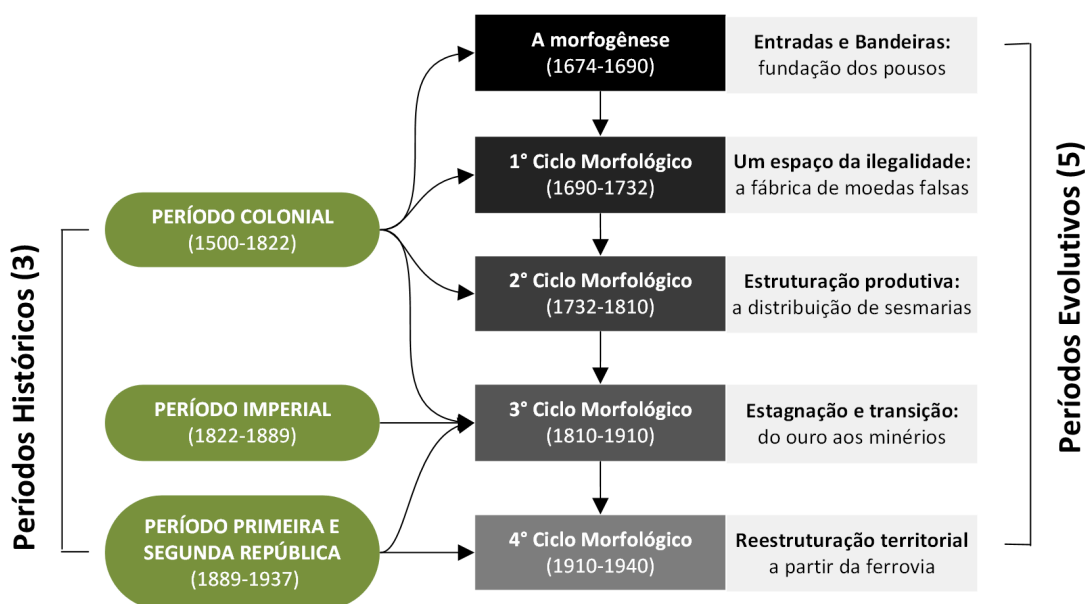 Períodos Históricos (3)
PERÍODO COLONIAL
(1500-1822)
PERÍODO IMPERIAL
(1822-1889)
PERÍODO PRIMEIRA E
SEGUNDA REPÚBLICA
(1889-1937)
A morfogênese
(1674-1690)
Entradas e Bandeiras:
fundação dos pousos
1° Ciclo Morfológico
(1690-1732)
Um espaço da ilegalidade:
a fábrica de moedas falsas
2° Ciclo Morfológico
(1732-1810)
Estruturação produtiva:
a distribuição de sesmarias
3° Ciclo Morfológico
(1810-1910)
Estagnação e transição:
do ouro aos minérios
4° Ciclo Morfológico
(1910-1940)
Reestruturação territorial
a partir da ferrovia
Períodos Evolutivos (5)